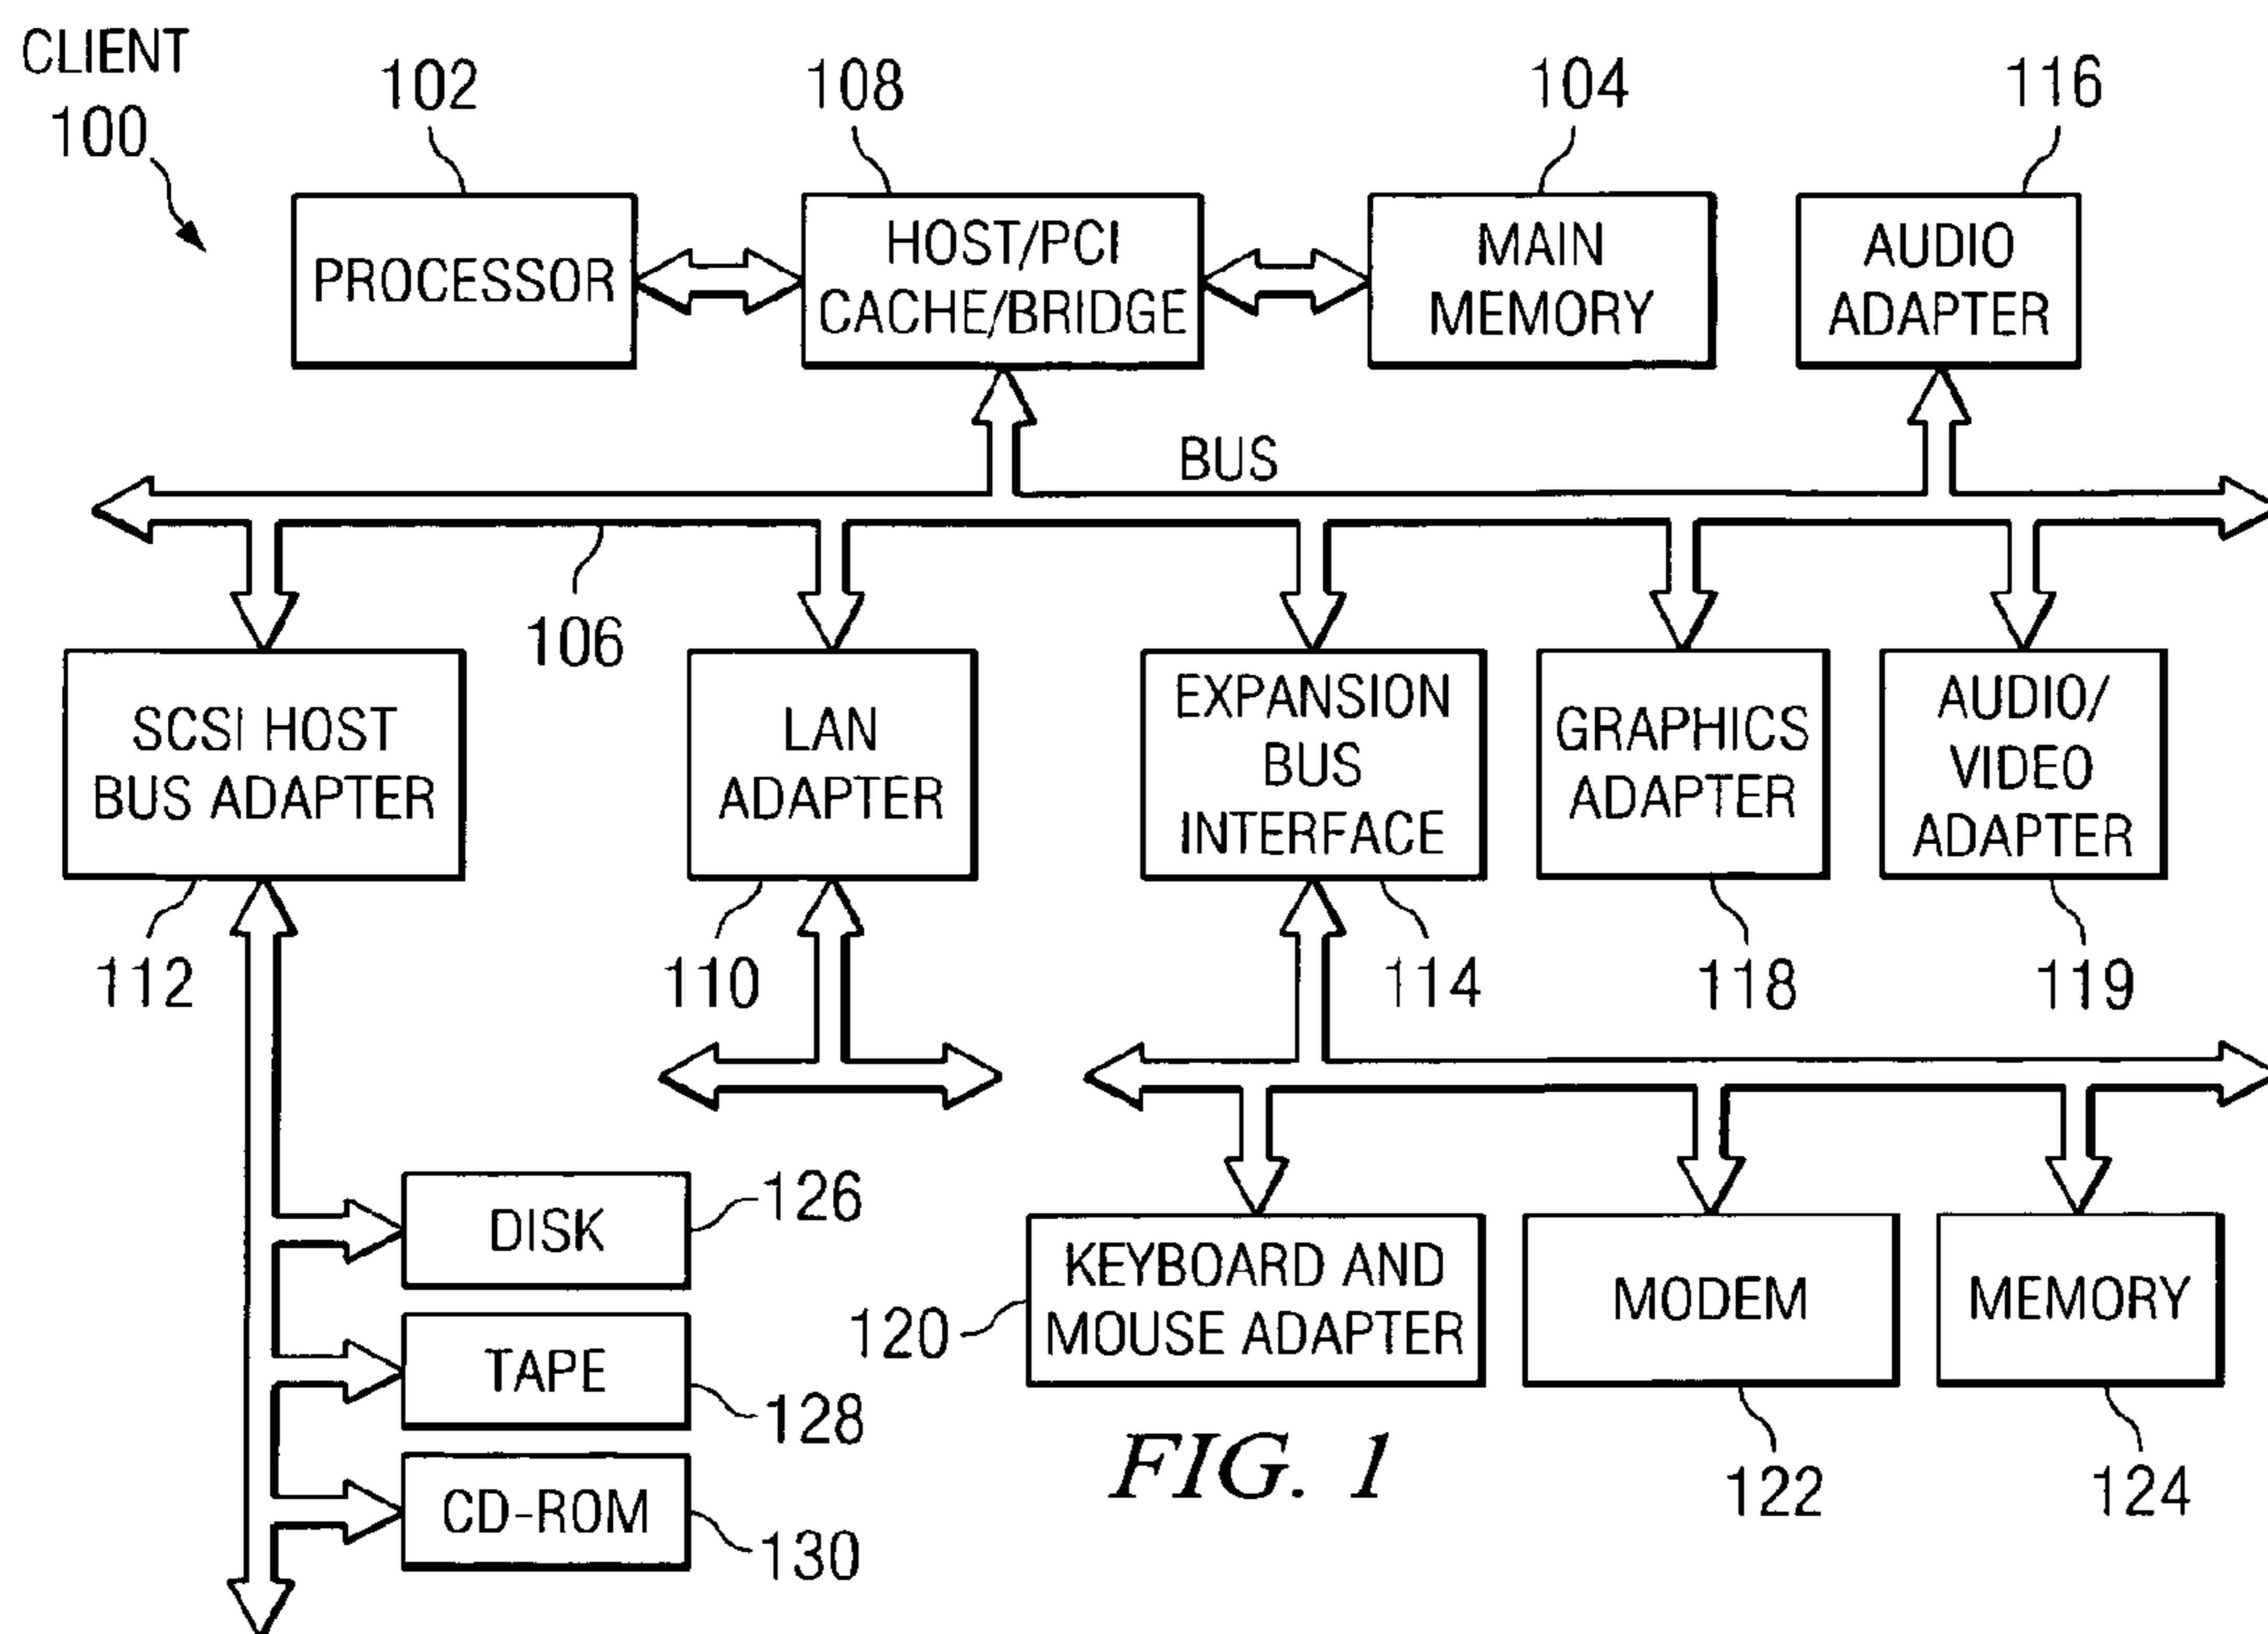 CLIENT
100
102
108
104
116
PROCESSOR
HOST/PCI
CACHE/BRIDGE
MAIN
MEMORY
AUDIO
ADAPTER
BUS
106
SCSI HOST
BUS ADAPTER
LAN
ADAPTER
EXPANSION
BUS
INTERFACE
GRAPHICS
ADAPTER
AUDIO/
VIDEO
ADAPTER
112
110
114
118
119
DISK
126
TAPE
128
CD-ROM
130
120
KEYBOARD AND
MOUSE ADAPTER
MODEM
MEMORY
122
124
FIG. 1